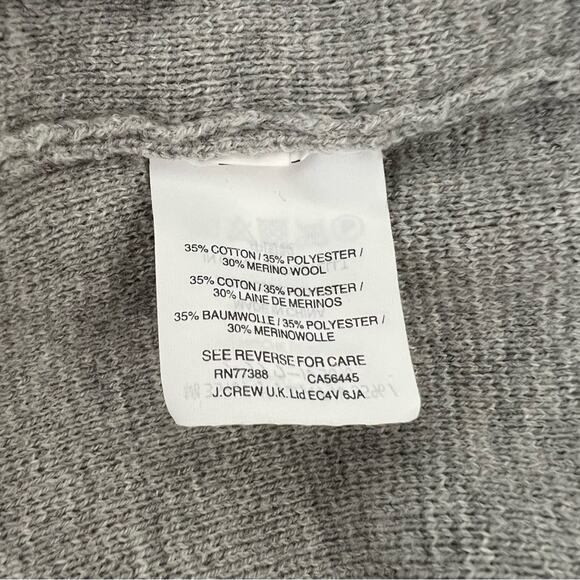 35% COTTON / 35% POLYESTER /
30% MERINO WOOL
35% COTON / 35% POLYESTER /
30% LAINE DE MERINOS
35% BAUMWOLLE / 35% POLYESTER /
30% MERINOWOLLE
SEE REVERSE FOR CARE
RN77388 CA56445
J.CREW U.K. Ltd EC4V 6JA